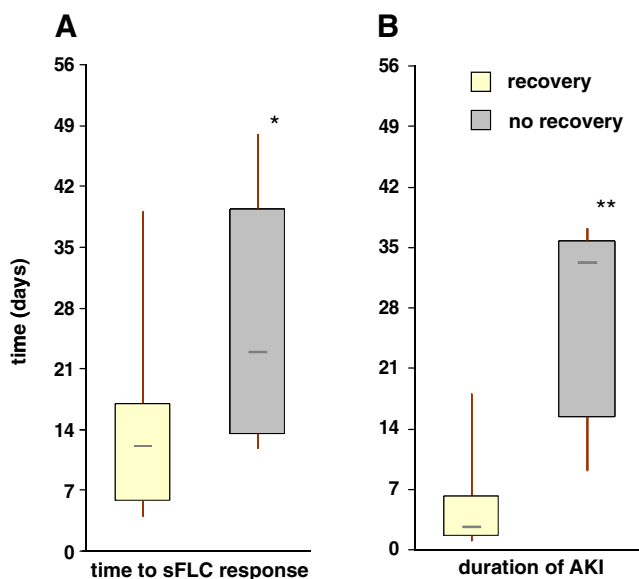 A
B
56
49
42
35
28
21
14
7
0
time (days)
*
time to sFLC response
56
49
42
35
28
21
14
7
0
recovery
no recovery
**
duration of AKI